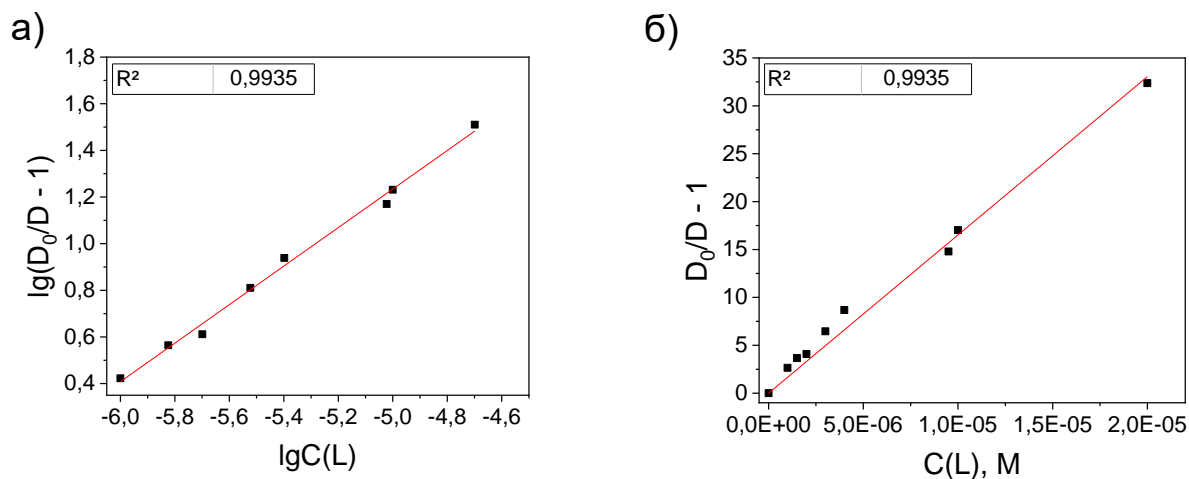 а)
R² 0,9935
1,8
1,6
1,4
1,2
1,0
0,8
0,6
0,4
lg(D₀/D - 1)
-6,0 -5,8 -5,6 -5,4 -5,2 -5,0 -4,8 -4,6
lgC(L)
б)
R² 0,9935
35
30
25
20
15
10
5
0
D₀/D - 1
0,0E+00 5,0E-06 1,0E-05 1,5E-05 2,0E-05
C(L), M